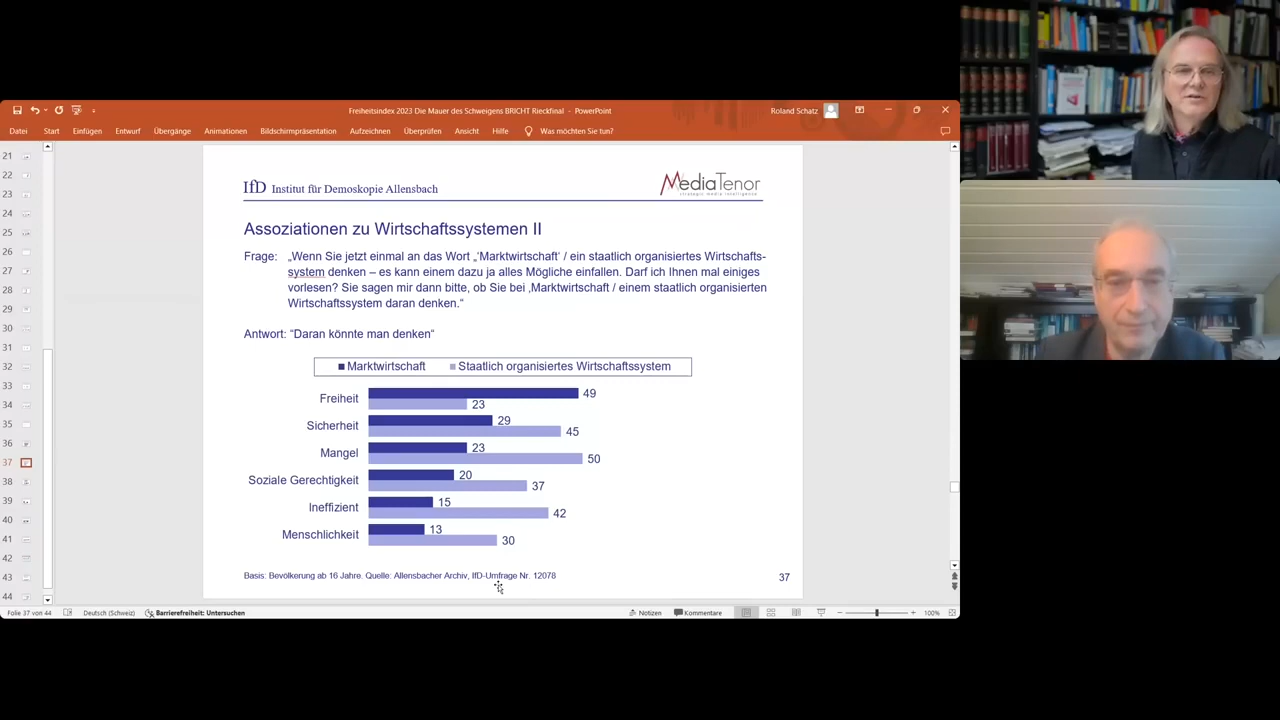 Freiheitsindex 2023 Die Mauer des Schweigens BRICHT Rieckfinal - PowerPoint
Roland Schatz
Datei Start Einfügen Entwurf Übergänge Animationen Bildschirmpräsentation Aufzeichnen Überprüfen Ansicht Hilfe Was möchten Sie tun?
21
22
23
24
25
26
27
28
29
30
31
32
33
34
35
36
37
38
39
40
41
42
43
44
IfD Institut für Demoskopie Allensbach
MediaTenor
strategic media intelligence
Assoziationen zu Wirtschaftssystemen II
Frage: „Wenn Sie jetzt einmal an das Wort „'Marktwirtschaft' / ein staatlich organisiertes Wirtschafts-
system denken – es kann einem dazu ja alles Mögliche einfallen. Darf ich Ihnen mal einiges
vorlesen? Sie sagen mir dann bitte, ob Sie bei ‚Marktwirtschaft / einem staatlich organisierten
Wirtschaftssystem daran denken.“
Antwort: “Daran könnte man denken“
Marktwirtschaft Staatlich organisiertes Wirtschaftssystem
Freiheit 49
23
Sicherheit 29
45
Mangel 23
50
Soziale Gerechtigkeit 20
37
Ineffizient 15
42
Menschlichkeit 13
30
Basis: Bevölkerung ab 16 Jahre. Quelle: Allensbacher Archiv, IfD-Umfrage Nr. 12078
37
Folie 37 von 44 Deutsch (Schweiz) Barrierefreiheit: Untersuchen Notizen Kommentare 100%